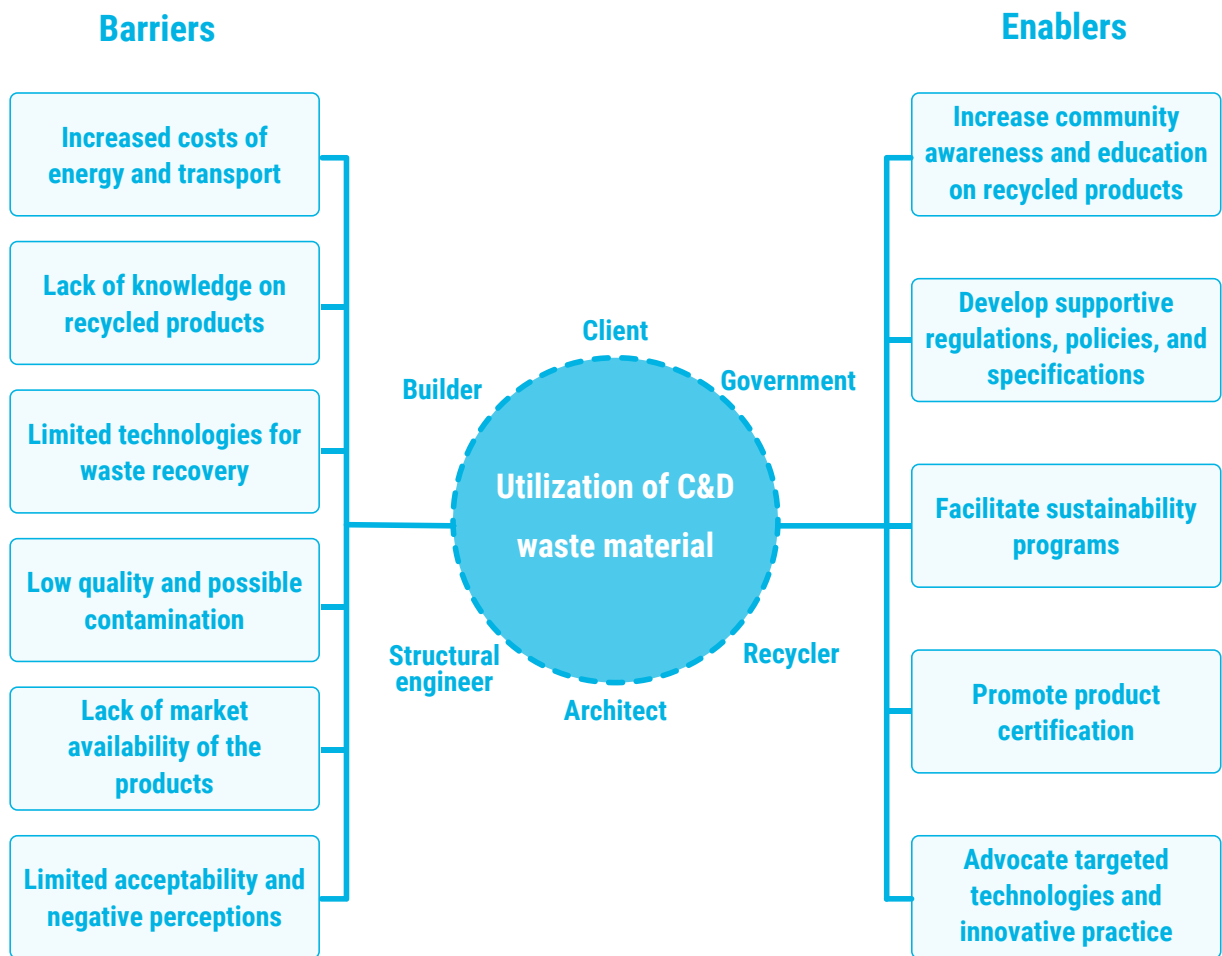 Barriers
Enablers
Increased costs of
energy and transport
Lack of knowledge on
recycled products
Limited technologies for
waste recovery
Low quality and possible
contamination
Lack of market
availability of the
products
Limited acceptability and
negative perceptions
Client
Builder
Government
Utilization of C&D
waste material
Structural
engineer
Recycler
Architect
Increase community
awareness and education
on recycled products
Develop supportive
regulations, policies, and
specifications
Facilitate sustainability
programs
Promote product
certification
Advocate targeted
technologies and
innovative practice